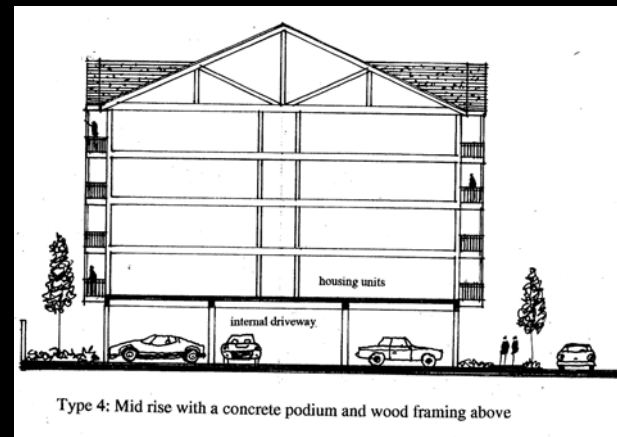 housing units
internal driveway
Type 4: Mid rise with a concrete podium and wood framing above